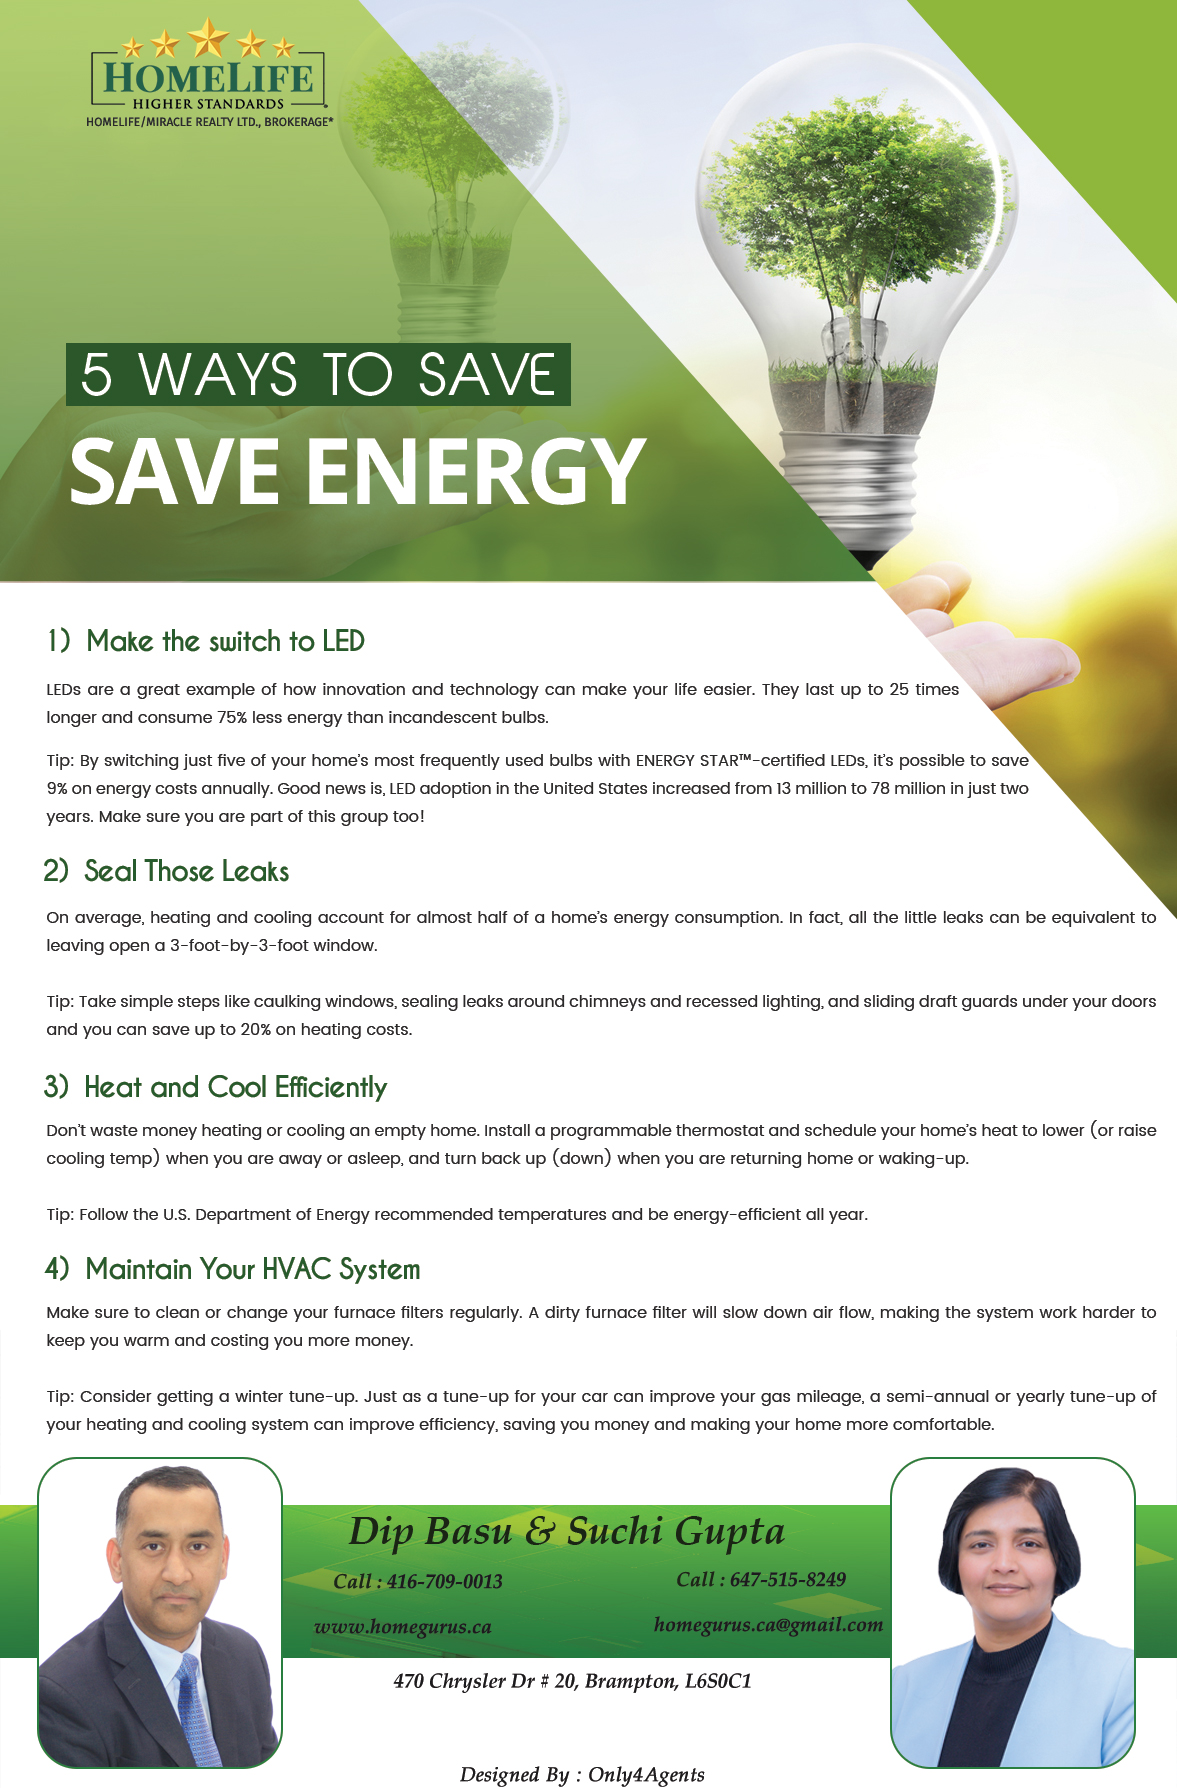 HOMELIFE
HIGHER STANDARDS
HOMELIFE/MIRACLE REALTY LTD., BROKERAGE*
5 WAYS TO SAVE
SAVE ENERGY
1) Make the switch to LED
LEDs are a great example of how innovation and technology can make your life easier. They last up to 25 times
longer and consume 75% less energy than incandescent bulbs.
Tip: By switching just five of your home's most frequently used bulbs with ENERGY STAR™-certified LEDs, it's possible to save
9% on energy costs annually. Good news is, LED adoption in the United States increased from 13 million to 78 million in just two
years. Make sure you are part of this group too!
2) Seal Those Leaks
On average, heating and cooling account for almost half of a home's energy consumption. In fact, all the little leaks can be equivalent to
leaving open a 3-foot-by-3-foot window.
Tip: Take simple steps like caulking windows, sealing leaks around chimneys and recessed lighting, and sliding draft guards under your doors
and you can save up to 20% on heating costs.
3) Heat and Cool Efficiently
Don't waste money heating or cooling an empty home. Install a programmable thermostat and schedule your home's heat to lower (or raise
cooling temp) when you are away or asleep, and turn back up (down) when you are returning home or waking-up.
Tip: Follow the U.S. Department of Energy recommended temperatures and be energy-efficient all year.
4) Maintain Your HVAC System
Make sure to clean or change your furnace filters regularly. A dirty furnace filter will slow down air flow, making the system work harder to
keep you warm and costing you more money.
Tip: Consider getting a winter tune-up. Just as a tune-up for your car can improve your gas mileage, a semi-annual or yearly tune-up of
your heating and cooling system can improve efficiency, saving you money and making your home more comfortable.
Dip Basu & Suchi Gupta
Call : 416-709-0013
Call : 647-515-8249
www.homegurus.ca
homegurus.ca@gmail.com
470 Chrysler Dr # 20, Brampton, L6S0C1
Designed By : Only4Agents